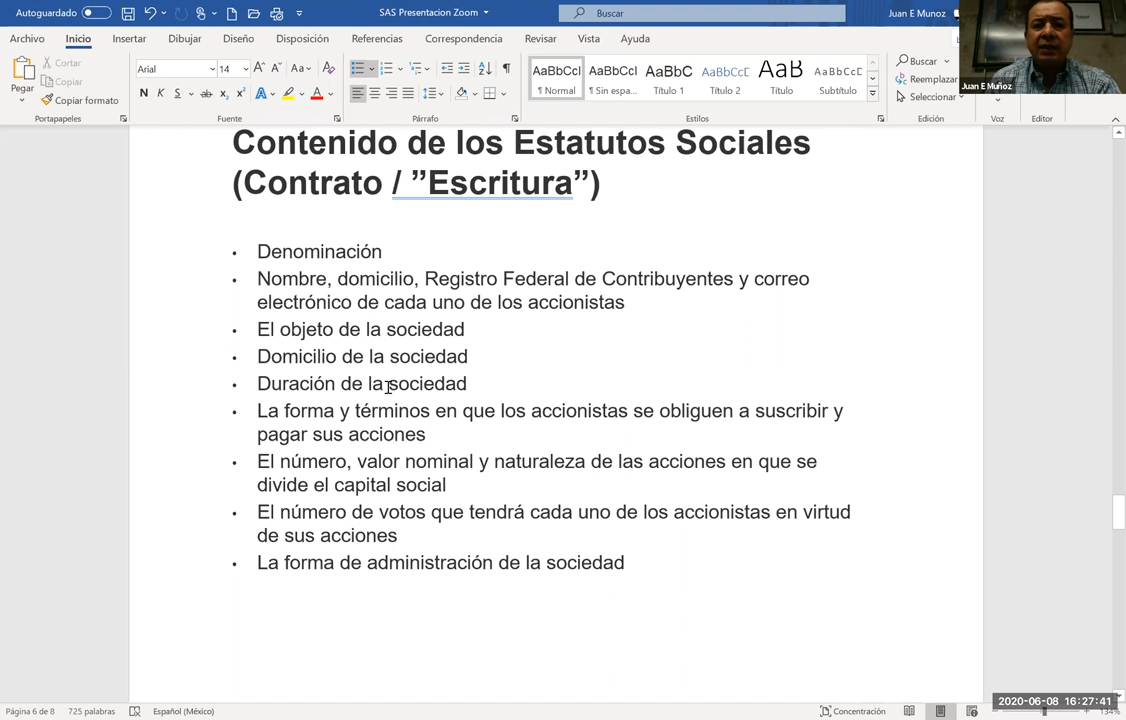 Autoguardado
SAS Presentacion Zoom
Buscar
Juan E Munoz
Archivo Inicio Insertar Dibujar Diseño Disposición Referencias Correspondencia Revisar Vista Ayuda
Pegar
Cortar
Copiar
Copiar formato
Portapapeles
Arial 14
Aa
N K S ab x₂ x² A A
Fuente
Párrafo
AaBbCcI AaBbCcI AaBbC AaBbCcD AaB AaBbCcD
¶ Normal ¶ Sin espa... Título 1 Título 2 Título Subtítulo
Estilos
Buscar
Reemplazar
Seleccionar
Edición
Voz
Editor
Juan E Muñoz
Contenido de los Estatutos Sociales
(Contrato / ”Escritura”)
• Denominación
• Nombre, domicilio, Registro Federal de Contribuyentes y correo
electrónico de cada uno de los accionistas
• El objeto de la sociedad
• Domicilio de la sociedad
• Duración de la sociedad
• La forma y términos en que los accionistas se obliguen a suscribir y
pagar sus acciones
• El número, valor nominal y naturaleza de las acciones en que se
divide el capital social
• El número de votos que tendrá cada uno de los accionistas en virtud
de sus acciones
• La forma de administración de la sociedad
Página 6 de 8 725 palabras Español (México)
Concentración
134%
2020-06-08 16:27:41